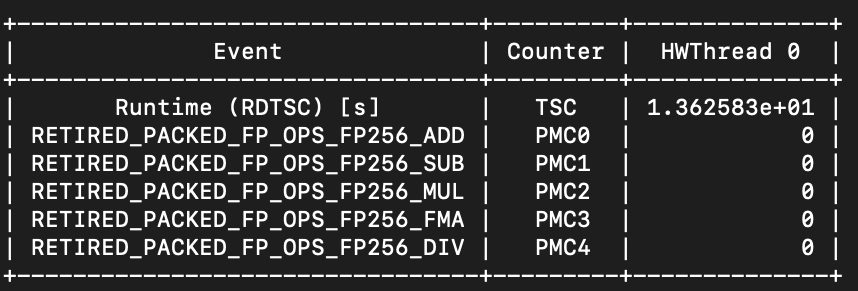 +---------------------------------+---------+--------------+
| Event | Counter | HWThread 0 |
+---------------------------------+---------+--------------+
| Runtime (RDTSC) [s] | TSC | 1.362583e+01 |
| RETIRED_PACKED_FP_OPS_FP256_ADD | PMC0 | 0 |
| RETIRED_PACKED_FP_OPS_FP256_SUB | PMC1 | 0 |
| RETIRED_PACKED_FP_OPS_FP256_MUL | PMC2 | 0 |
| RETIRED_PACKED_FP_OPS_FP256_FMA | PMC3 | 0 |
| RETIRED_PACKED_FP_OPS_FP256_DIV | PMC4 | 0 |
+---------------------------------+---------+--------------+